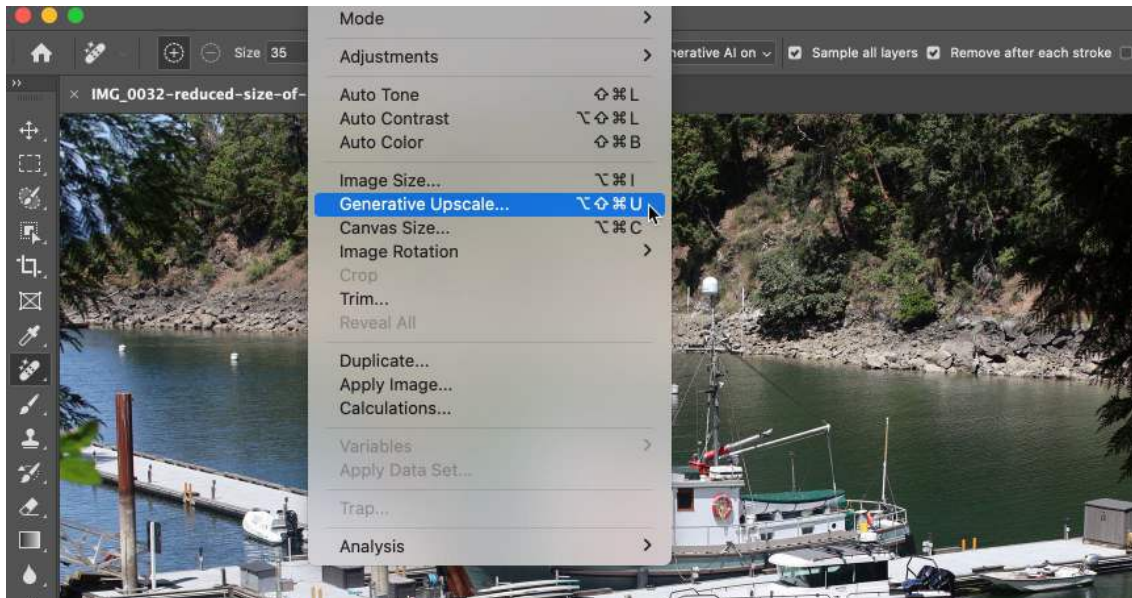 Size 35
nerative AI on
Sample all layers
Remove after each stroke
× IMG_0032-reduced-size-of-
Mode
Adjustments
Auto Tone ⇧⌘L
Auto Contrast ⌥⇧⌘L
Auto Color ⇧⌘B
Image Size... ⌥⌘I
Generative Upscale... ⌥⇧⌘U
Canvas Size... ⌥⌘C
Image Rotation
Crop
Trim...
Reveal All
Duplicate...
Apply Image...
Calculations...
Variables
Apply Data Set...
Trap...
Analysis